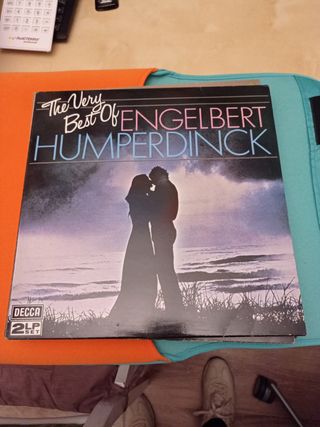 The Very
Best Of ENGELBERT
HUMPERDINCK
DECCA
2LP
SET